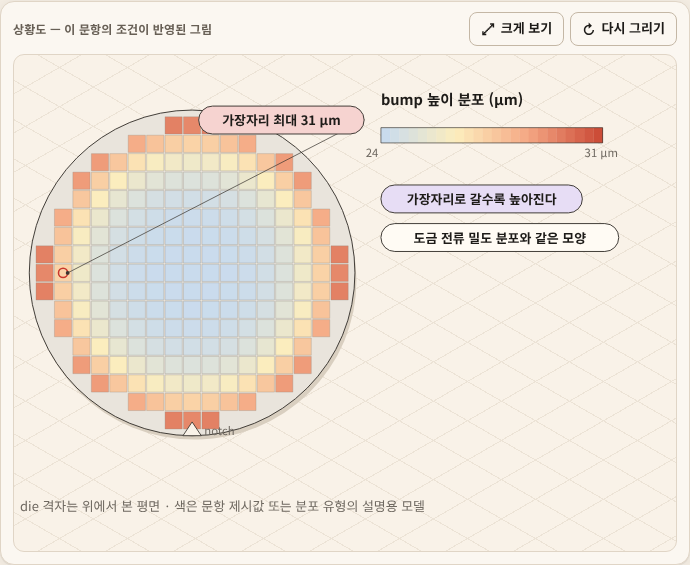 상황도 — 이 문항의 조건이 반영된 그림
크게 보기
다시 그리기
가장자리 최대 31 μm
bump 높이 분포 (μm)
24
31 μm
가장자리로 갈수록 높아진다
도금 전류 밀도 분포와 같은 모양
notch
die 격자는 위에서 본 평면 · 색은 문항 제시값 또는 분포 유형의 설명용 모델